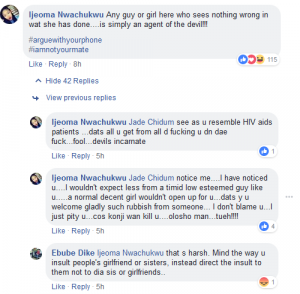 Ijeoma Nwachukwu Any guy or girl here who sees nothing wrong in
wat she has done....is simply an agent of the devil!!!
#arguewithyourphone
#iamnotyourmate
Like · Reply · 8h
115
Hide 42 Replies
View previous replies
Ijeoma Nwachukwu Jade Chidum see as u resemble HIV aids
patients ...dats all u get from all d fucking u dn dae
fuck...fool...devils incarnate
Like · Reply · 5h
1
Ijeoma Nwachukwu Jade Chidum notice me....I have noticed
u.....I wouldn't expect less from a timid low esteemed guy like
u.....a normal decent girl wouldn't open up for u...dats y u
welcome gladly such rubbish from someone... I don't blame u...I
just pity u...cos konji wan kill u....olosho man...tueh!!!!
Like · Reply · 5h
4
Ebube Dike Ijeoma Nwachukwu that s harsh. Mind the way u
insult people's girlfriend or sisters, instead direct the insult to
them not to dia sis or girlfriends..
Like · Reply · 5h
1